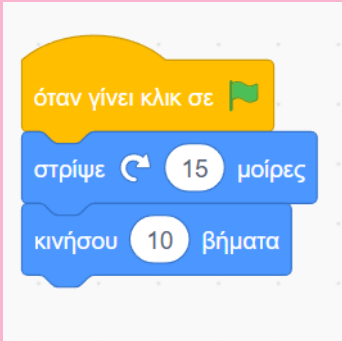 όταν γίνει κλικ σε
στρίψε 15 μοίρες
κινήσου 10 βήματα